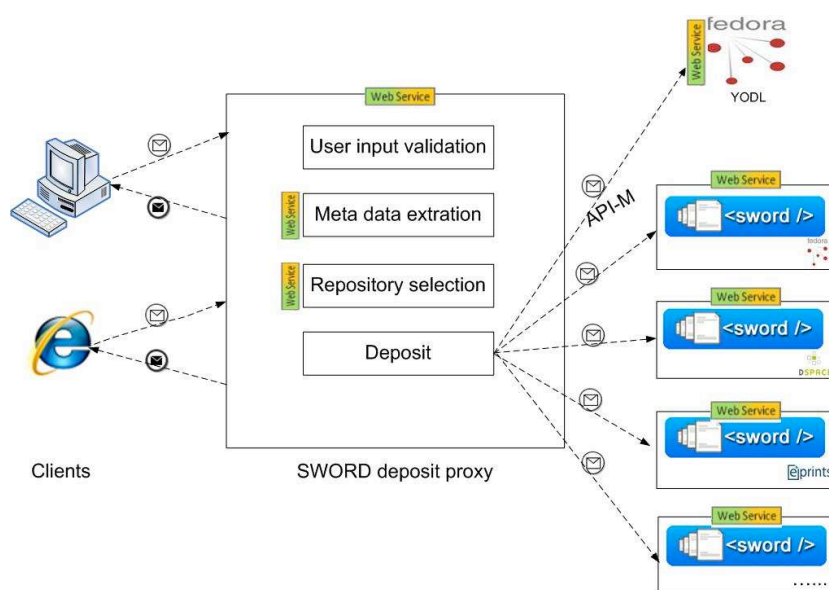 fedora
Web Service
YODL
Web Service
User input validation
Web Service
Meta data extration
Web Service
Repository selection
Deposit
API-M
Web Service
<sword />
fedora
Web Service
<sword />
DSPACE
Web Service
<sword />
eprints
Web Service
<sword />
......
Clients
SWORD deposit proxy